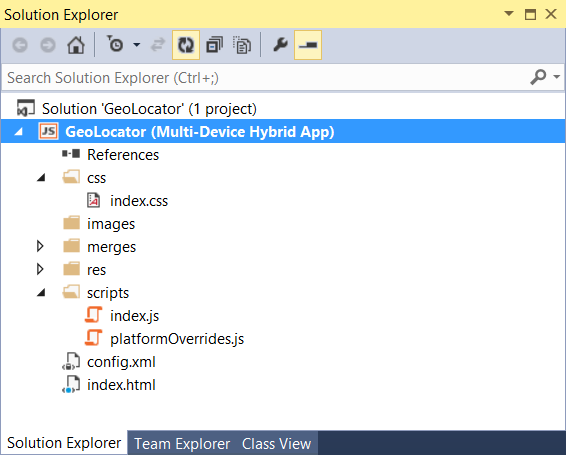 Solution Explorer
Search Solution Explorer (Ctrl+;)
Solution 'GeoLocator' (1 project)
JS GeoLocator (Multi-Device Hybrid App)
References
css
index.css
images
merges
res
scripts
index.js
platformOverrides.js
config.xml
index.html
Solution Explorer Team Explorer Class View